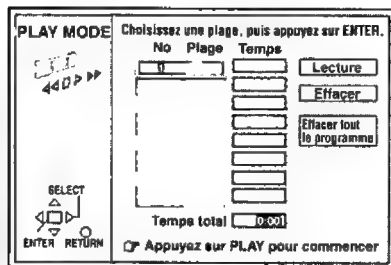 PLAY MODE
Choisissez une plage, puis appuyez sur ENTER.
No Plage Temps
Lecture
Effacer
Effacer tout
le programme
SELECT
ENTER RETURN
Temps total 0:00
☞ Appuyez sur PLAY pour commencer